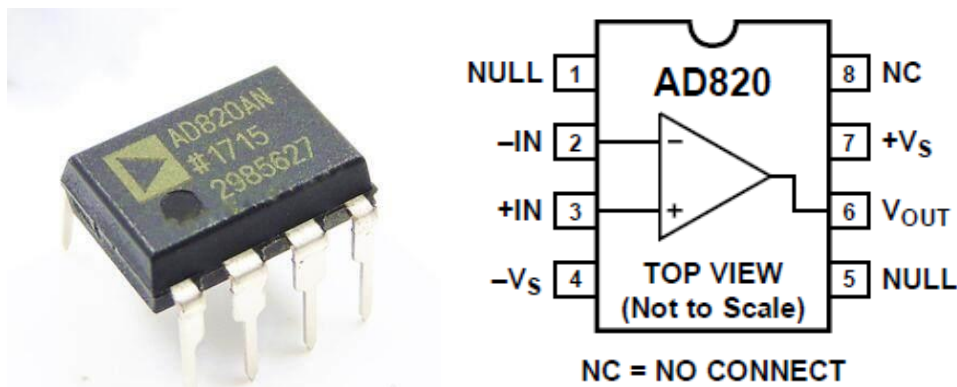 AD820AN
#1715
2985627
AD820
NULL 1
–IN 2
+IN 3
–VS 4
8 NC
7 +VS
6 VOUT
5 NULL
–
+
TOP VIEW
(Not to Scale)
NC = NO CONNECT